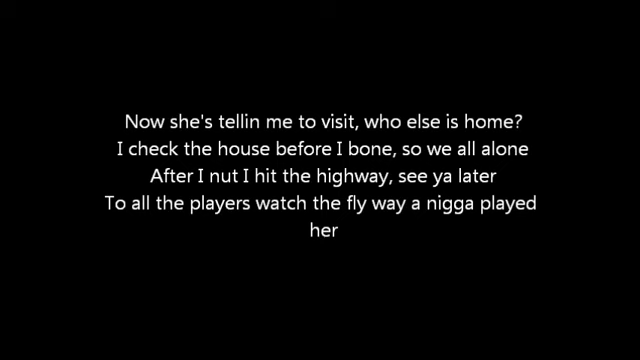 Now she's tellin me to visit, who else is home?
I check the house before I bone, so we all alone
After I nut I hit the highway, see ya later
To all the players watch the fly way a nigga played
her